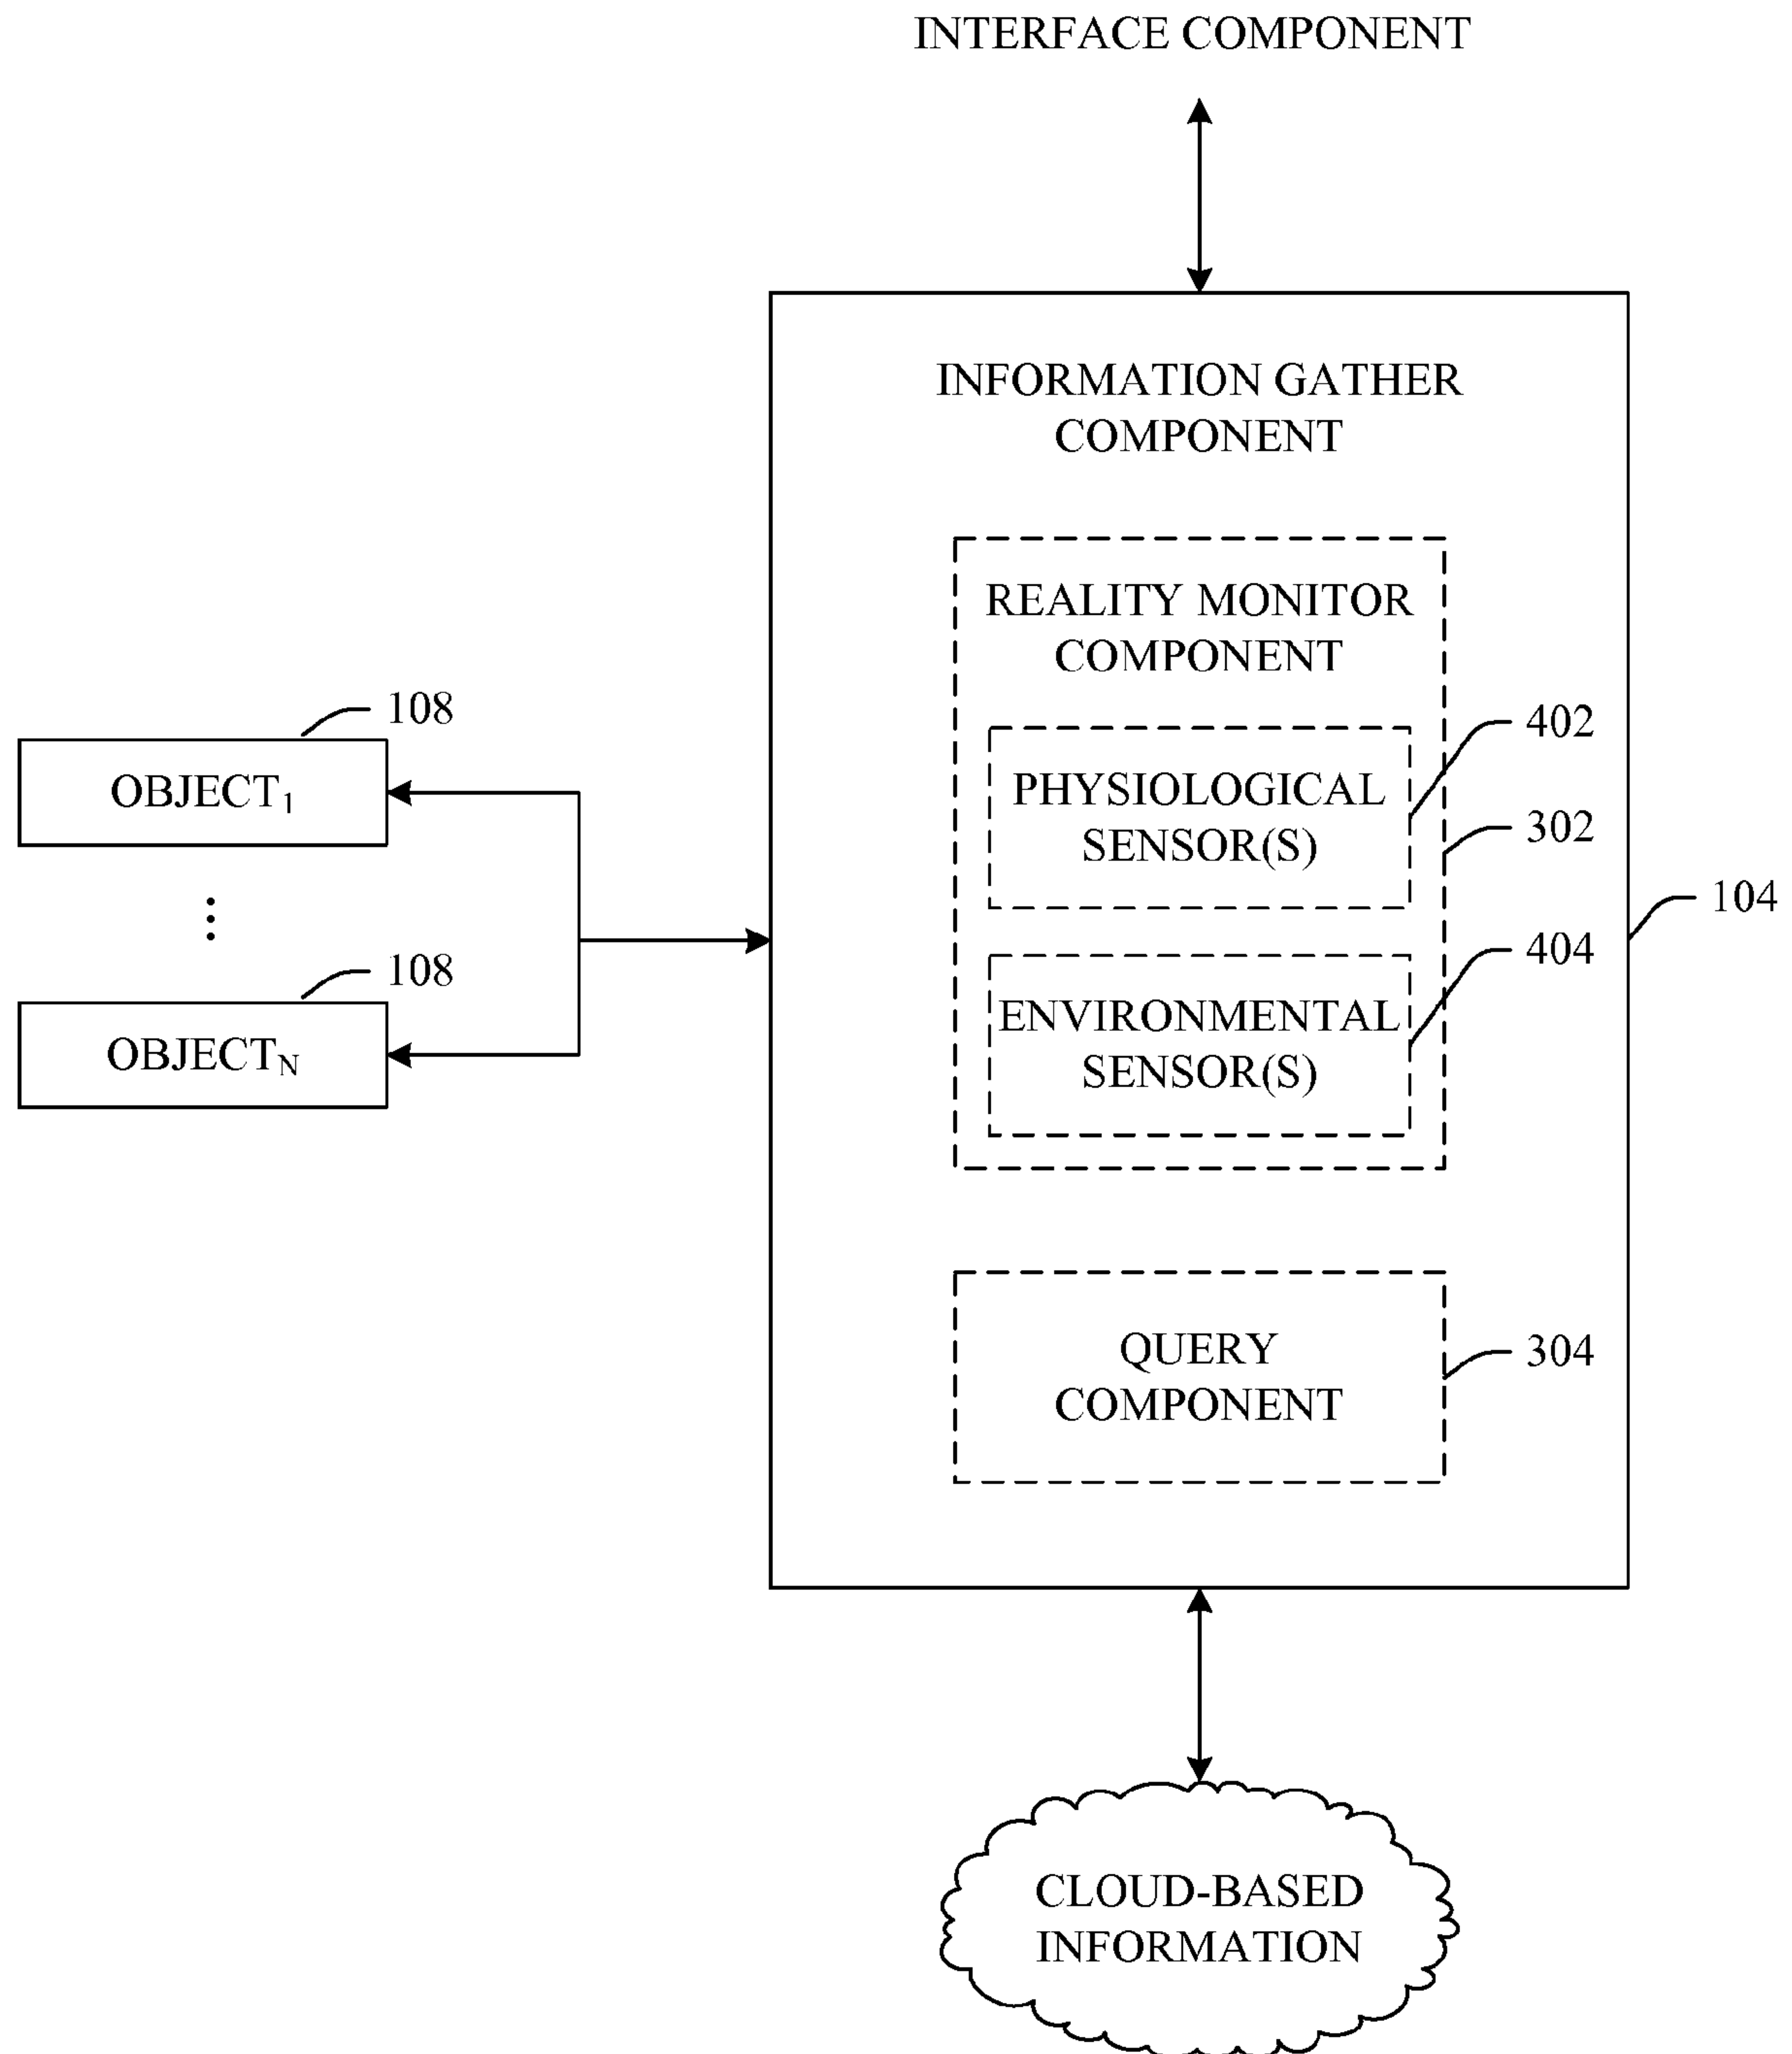 INTERFACE COMPONENT
INFORMATION GATHER
COMPONENT
REALITY MONITOR
COMPONENT
108
402
OBJECT1
PHYSIOLOGICAL
SENSOR(S)
302
104
404
108
OBJECTN
ENVIRONMENTAL
SENSOR(S)
QUERY
COMPONENT
304
CLOUD-BASED
INFORMATION